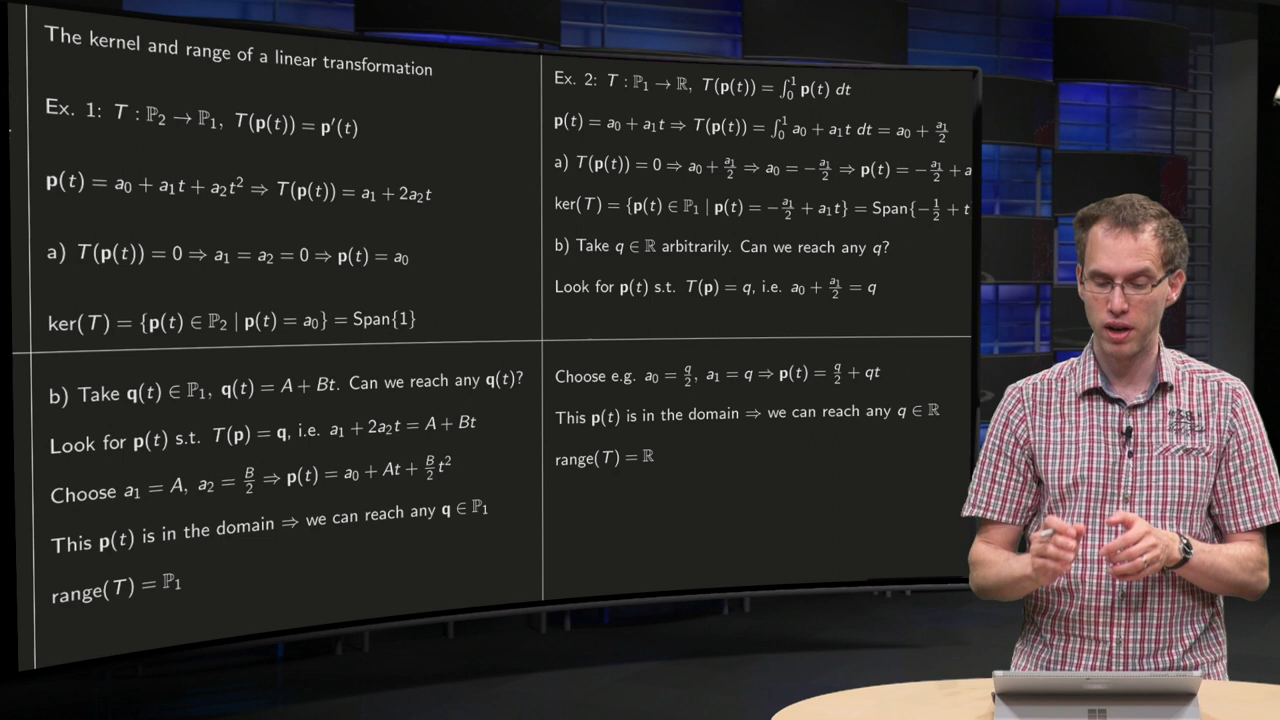 The kernel and range of a linear transformation
Ex. 1: T : ℙ₂ → ℙ₁, T(p(t)) = p′(t)
p(t) = a₀ + a₁t + a₂t² ⇒ T(p(t)) = a₁ + 2a₂t
a) T(p(t)) = 0 ⇒ a₁ = a₂ = 0 ⇒ p(t) = a₀
ker(T) = {p(t) ∈ ℙ₂ | p(t) = a₀} = Span{1}
b) Take q(t) ∈ ℙ₁, q(t) = A + Bt. Can we reach any q(t)?
Look for p(t) s.t. T(p) = q, i.e. a₁ + 2a₂t = A + Bt
Choose a₁ = A, a₂ = B/2 ⇒ p(t) = a₀ + At + B/2 t²
This p(t) is in the domain ⇒ we can reach any q ∈ ℙ₁
range(T) = ℙ₁
Ex. 2: T : ℙ₁ → ℝ, T(p(t)) = ∫₀¹ p(t) dt
p(t) = a₀ + a₁t ⇒ T(p(t)) = ∫₀¹ a₀ + a₁t dt = a₀ + a₁/2
a) T(p(t)) = 0 ⇒ a₀ + a₁/2 ⇒ a₀ = −a₁/2 ⇒ p(t) = −a₁/2 + a
ker(T) = {p(t) ∈ ℙ₁ | p(t) = −a₁/2 + a₁t} = Span{−1/2 + t
b) Take q ∈ ℝ arbitrarily. Can we reach any q?
Look for p(t) s.t. T(p) = q, i.e. a₀ + a₁/2 = q
Choose e.g. a₀ = q/2, a₁ = q ⇒ p(t) = q/2 + qt
This p(t) is in the domain ⇒ we can reach any q ∈ ℝ
range(T) = ℝ